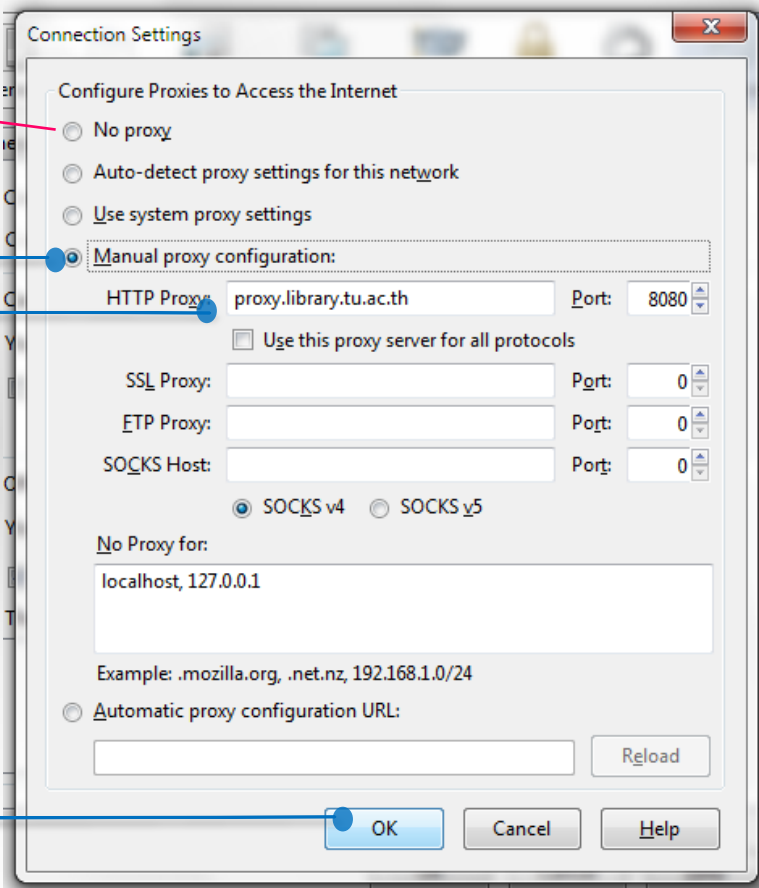 Connection Settings
Configure Proxies to Access the Internet
No proxy
Auto-detect proxy settings for this network
Use system proxy settings
Manual proxy configuration:
HTTP Proxy: proxy.library.tu.ac.th Port: 8080
Use this proxy server for all protocols
SSL Proxy: Port: 0
FTP Proxy: Port: 0
SOCKS Host: Port: 0
SOCKS v4 SOCKS v5
No Proxy for:
localhost, 127.0.0.1
Example: .mozilla.org, .net.nz, 192.168.1.0/24
Automatic proxy configuration URL:
Reload
OK Cancel Help